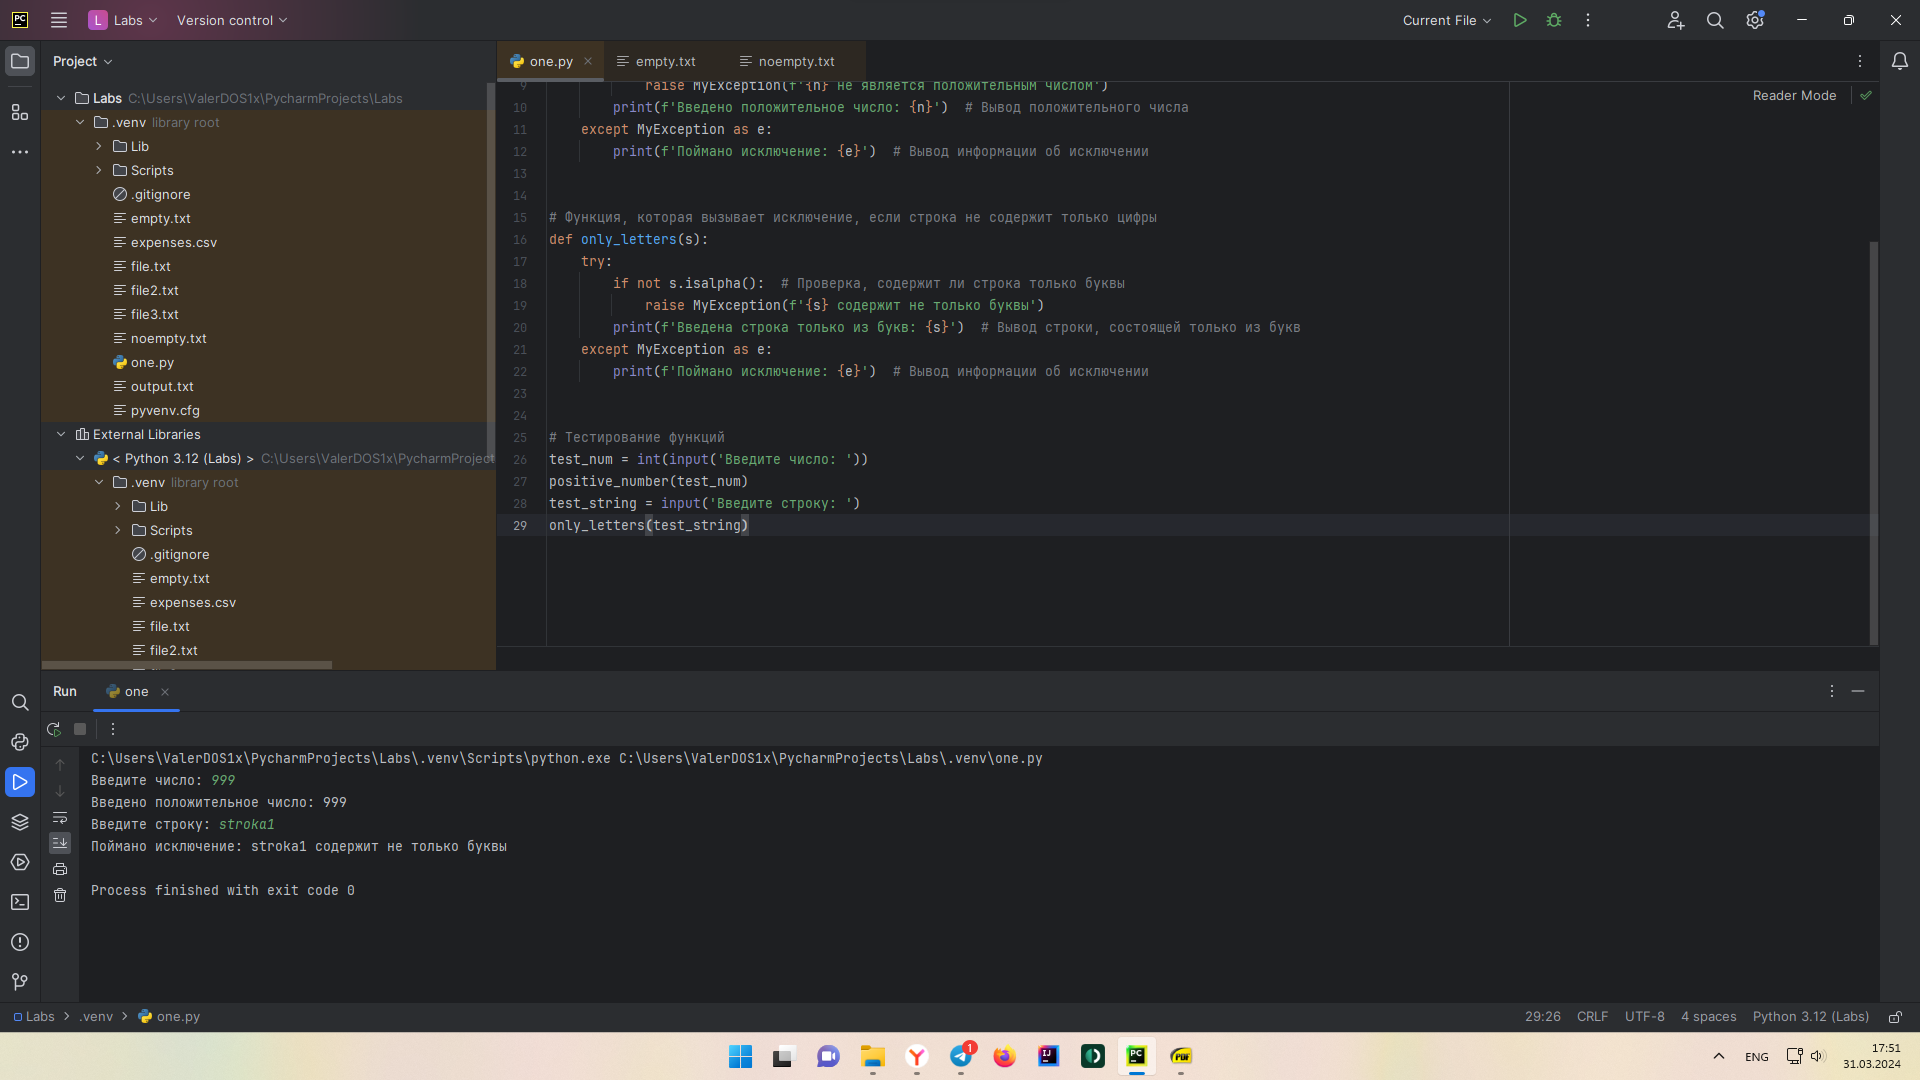 PC
L Labs
Version control
Current File
Project
one.py
empty.txt
noempty.txt
Labs C:\Users\ValerDOS1x\PycharmProjects\Labs
.venv library root
Lib
Scripts
.gitignore
empty.txt
expenses.csv
file.txt
file2.txt
file3.txt
noempty.txt
one.py
output.txt
pyvenv.cfg
External Libraries
< Python 3.12 (Labs) > C:\Users\ValerDOS1x\PycharmProject
.venv library root
Lib
Scripts
.gitignore
empty.txt
expenses.csv
file.txt
file2.txt
Reader Mode
9 raise MyException(f'{n} не является положительным числом')
10 print(f'Введено положительное число: {n}')  # Вывод положительного числа
11 except MyException as e:
12 print(f'Поймано исключение: {e}')  # Вывод информации об исключении
13
14
15 # Функция, которая вызывает исключение, если строка не содержит только цифры
16 def only_letters(s):
17 try:
18 if not s.isalpha():  # Проверка, содержит ли строка только буквы
19 raise MyException(f'{s} содержит не только буквы')
20 print(f'Введена строка только из букв: {s}')  # Вывод строки, состоящей только из букв
21 except MyException as e:
22 print(f'Поймано исключение: {e}')  # Вывод информации об исключении
23
24
25 # Тестирование функций
26 test_num = int(input('Введите число: '))
27 positive_number(test_num)
28 test_string = input('Введите строку: ')
29 only_letters(test_string)
Run
one
C:\Users\ValerDOS1x\PycharmProjects\Labs\.venv\Scripts\python.exe C:\Users\ValerDOS1x\PycharmProjects\Labs\.venv\one.py
Введите число: 999
Введено положительное число: 999
Введите строку: stroka1
Поймано исключение: stroka1 содержит не только буквы
Process finished with exit code 0
Labs > .venv > one.py
29:26 CRLF UTF-8 4 spaces Python 3.12 (Labs)
Y
1
IJ
PC
PDF
ENG
17:51
31.03.2024